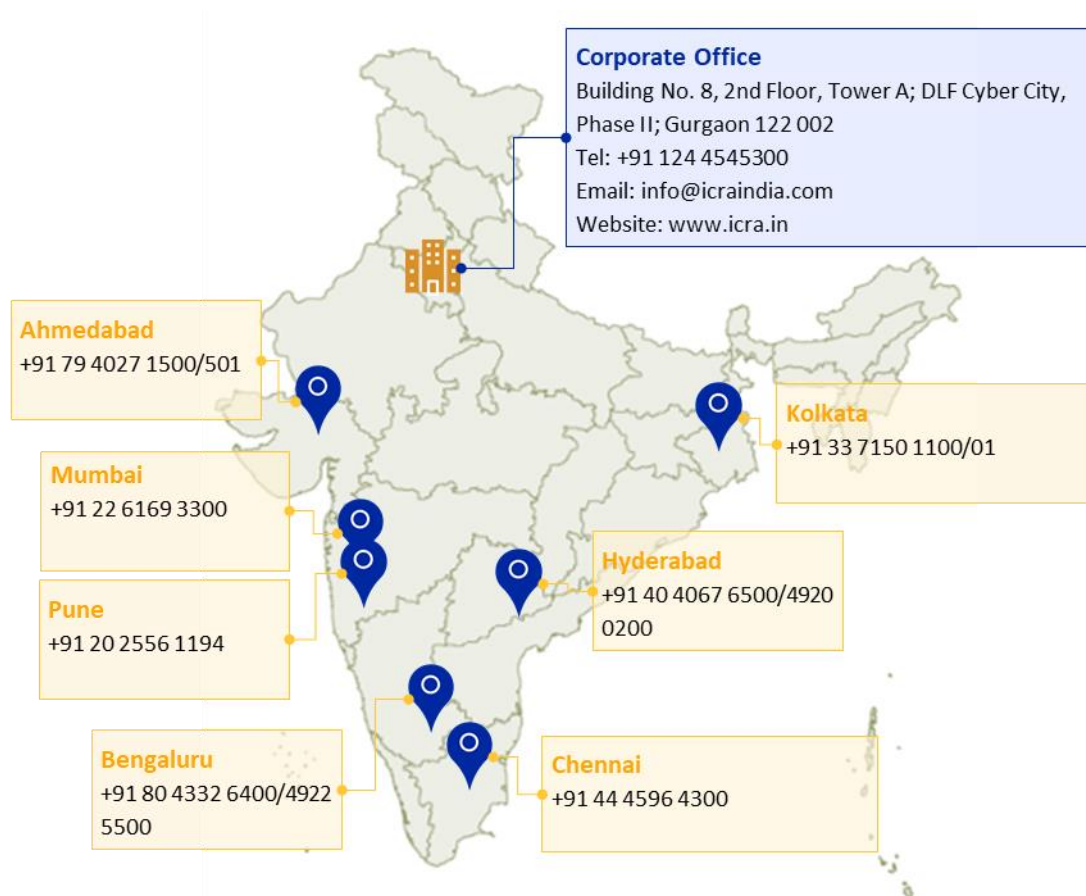 Corporate Office
Building No. 8, 2nd Floor, Tower A; DLF Cyber City,
Phase II; Gurgaon 122 002
Tel: +91 124 4545300
Email: info@icraindia.com
Website: www.icra.in
Ahmedabad
+91 79 4027 1500/501
Kolkata
+91 33 7150 1100/01
Mumbai
+91 22 6169 3300
Hyderabad
+91 40 4067 6500/4920
0200
Pune
+91 20 2556 1194
Bengaluru
+91 80 4332 6400/4922
5500
Chennai
+91 44 4596 4300